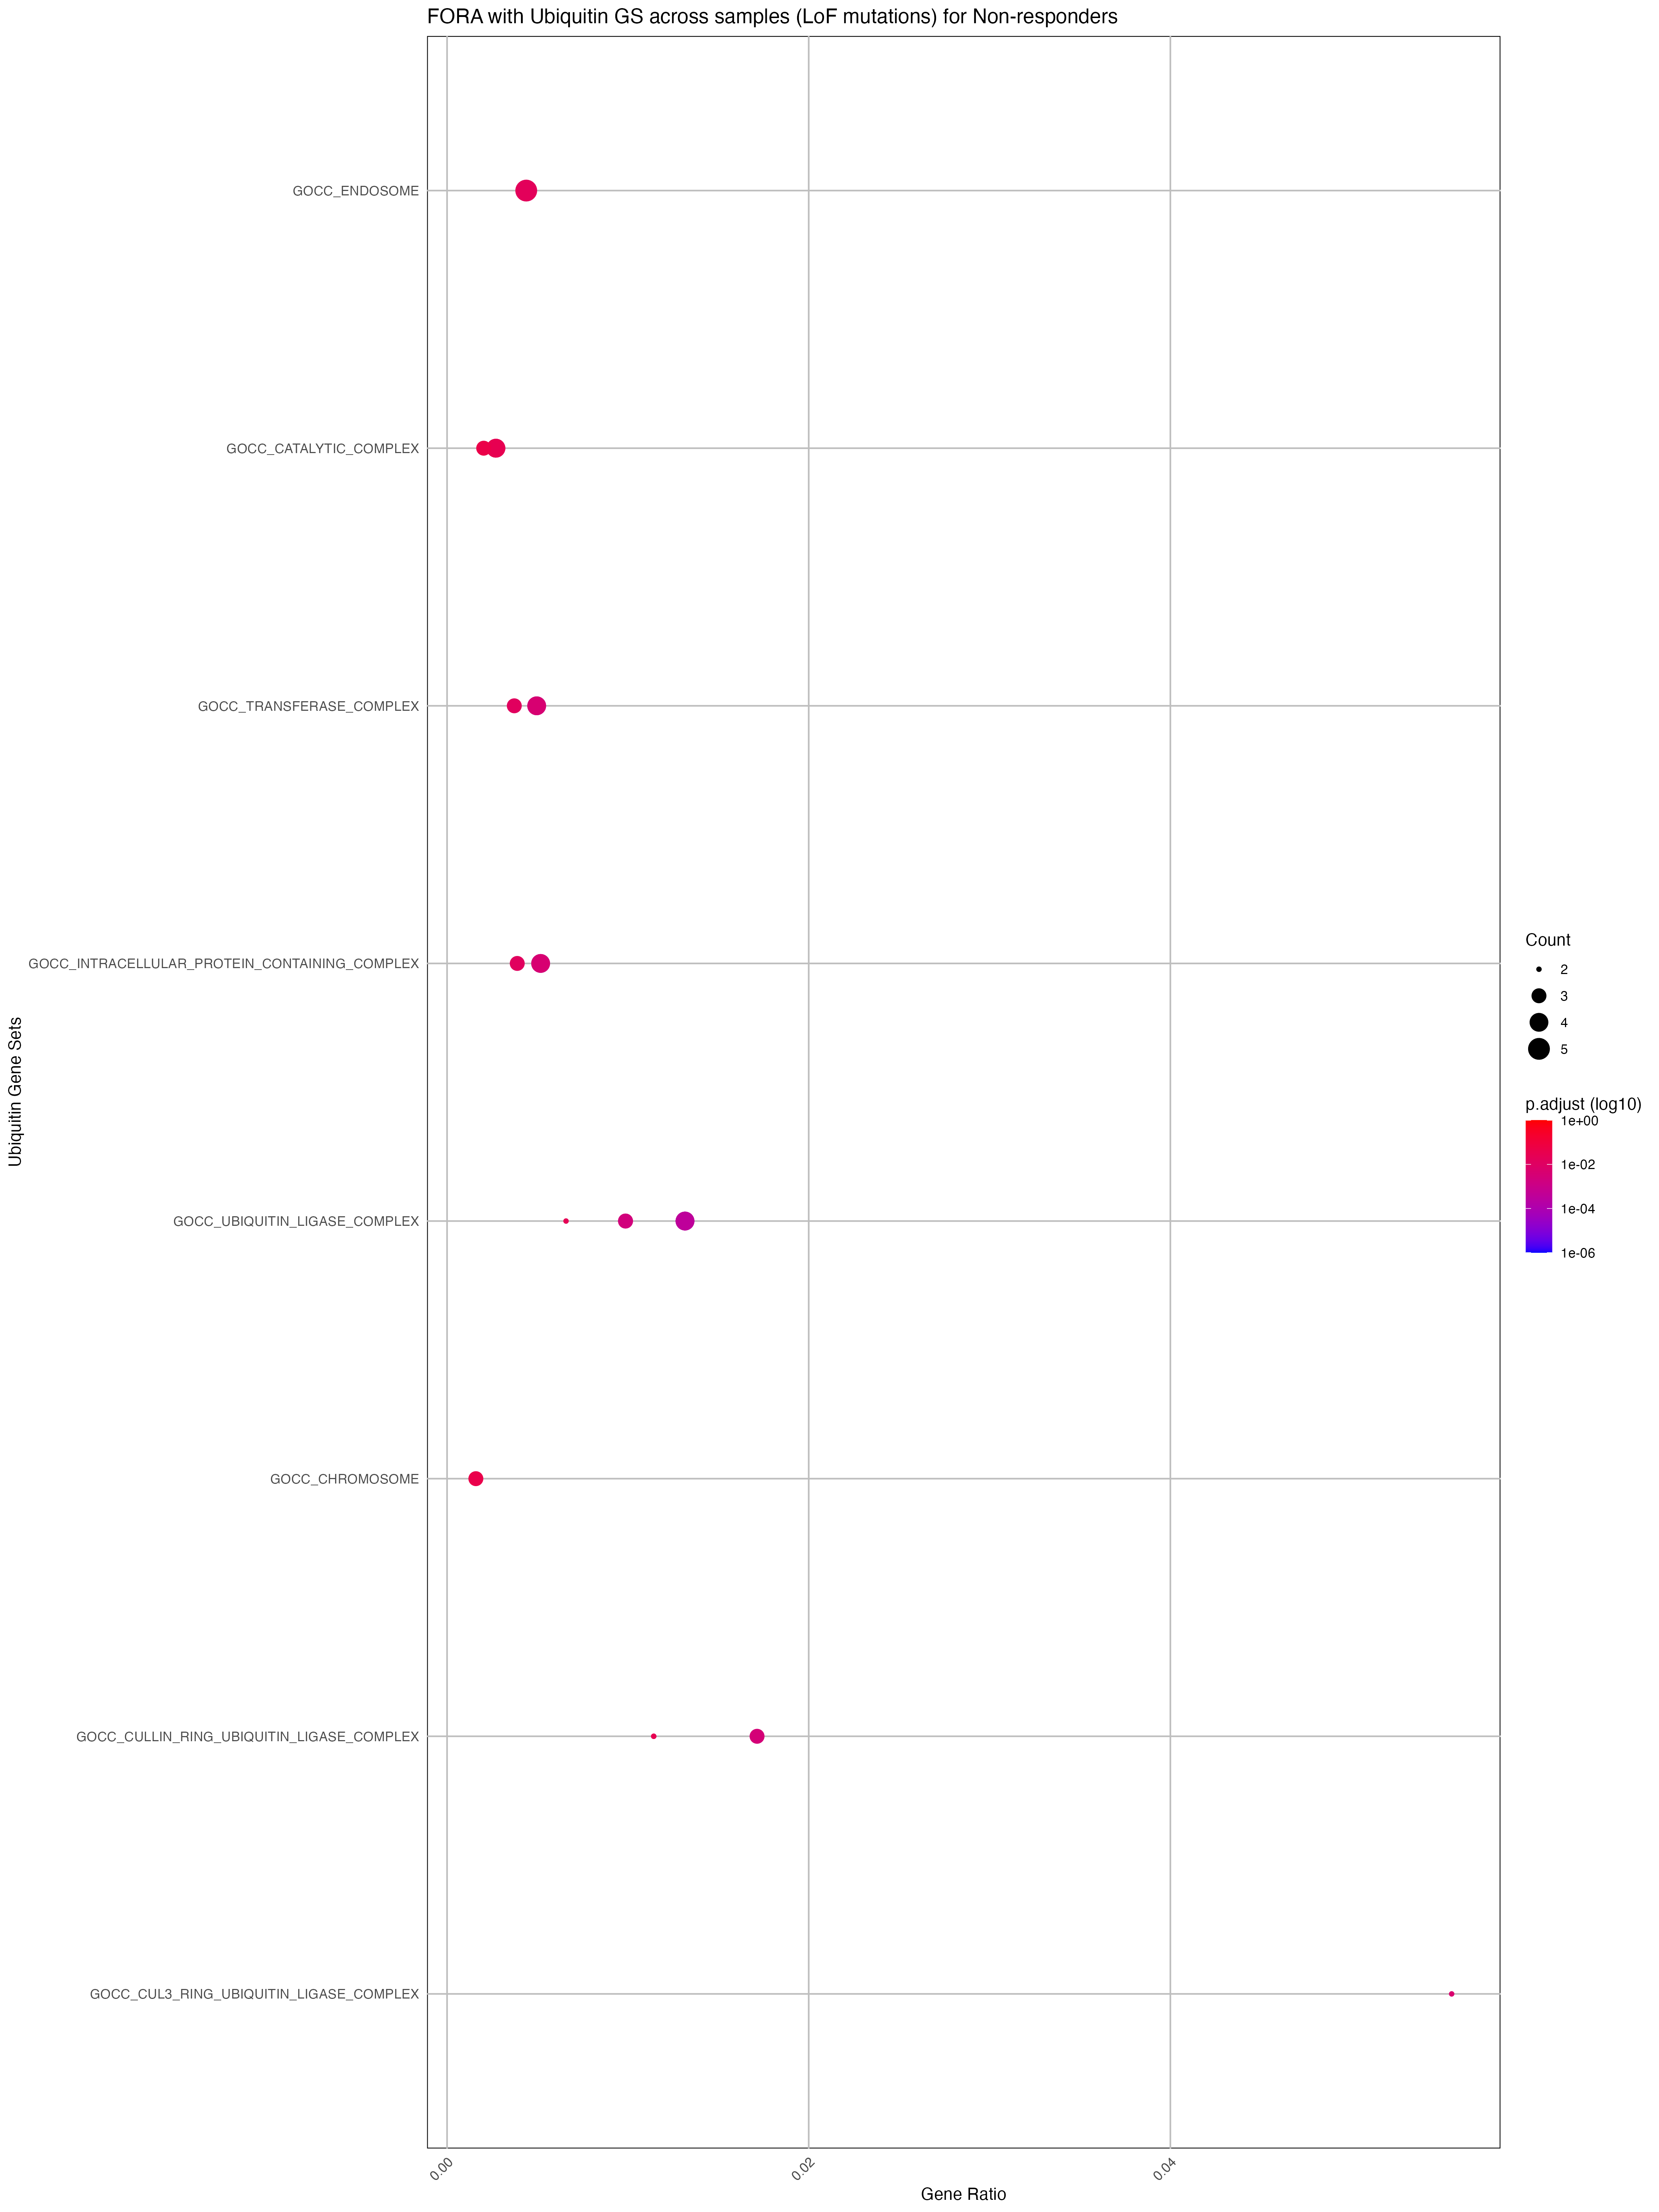 FORA with Ubiquitin GS across samples (LoF mutations) for Non-responders
Ubiquitin Gene Sets
GOCC_ENDOSOME
GOCC_CATALYTIC_COMPLEX
GOCC_TRANSFERASE_COMPLEX
GOCC_INTRACELLULAR_PROTEIN_CONTAINING_COMPLEX
GOCC_UBIQUITIN_LIGASE_COMPLEX
GOCC_CHROMOSOME
GOCC_CULLIN_RING_UBIQUITIN_LIGASE_COMPLEX
GOCC_CUL3_RING_UBIQUITIN_LIGASE_COMPLEX
0.00
0.02
0.04
Gene Ratio
Count
2
3
4
5
p.adjust (log10)
1e+00
1e-02
1e-04
1e-06